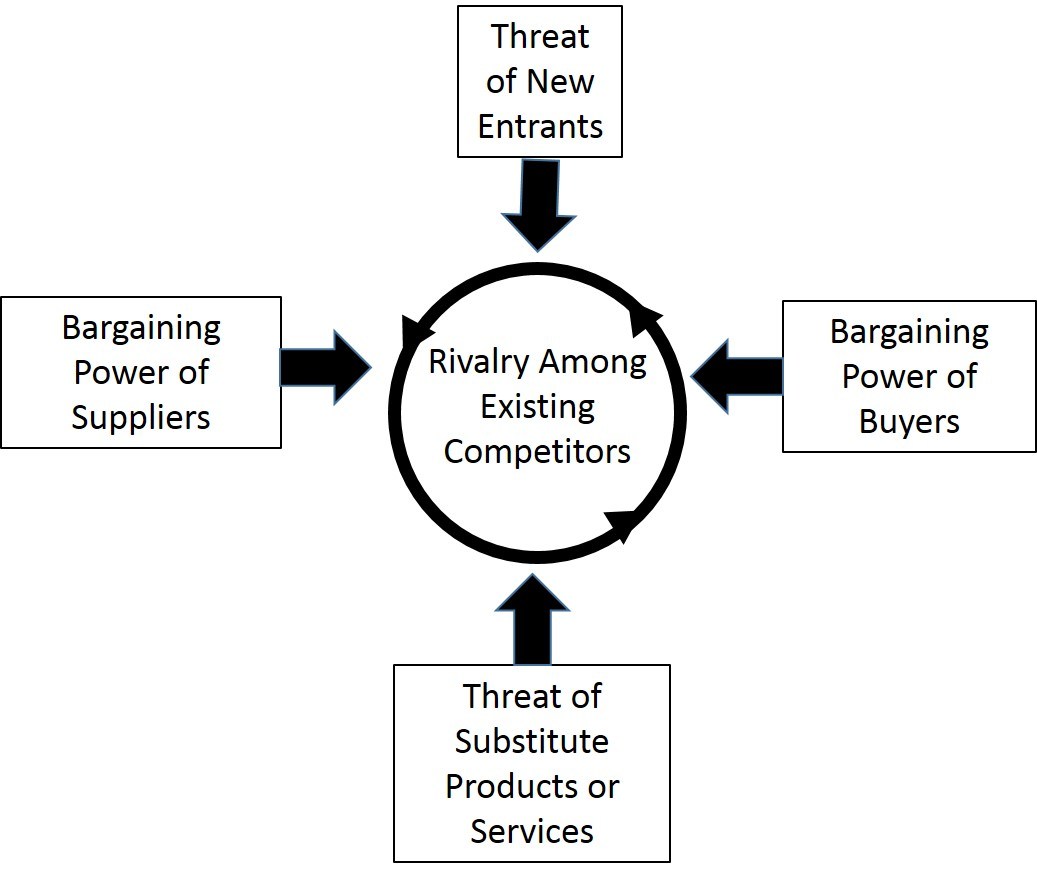 Threat
of New
Entrants
Bargaining
Power of
Suppliers
Rivalry Among
Existing
Competitors
Bargaining
Power of
Buyers
Threat of
Substitute
Products or
Services